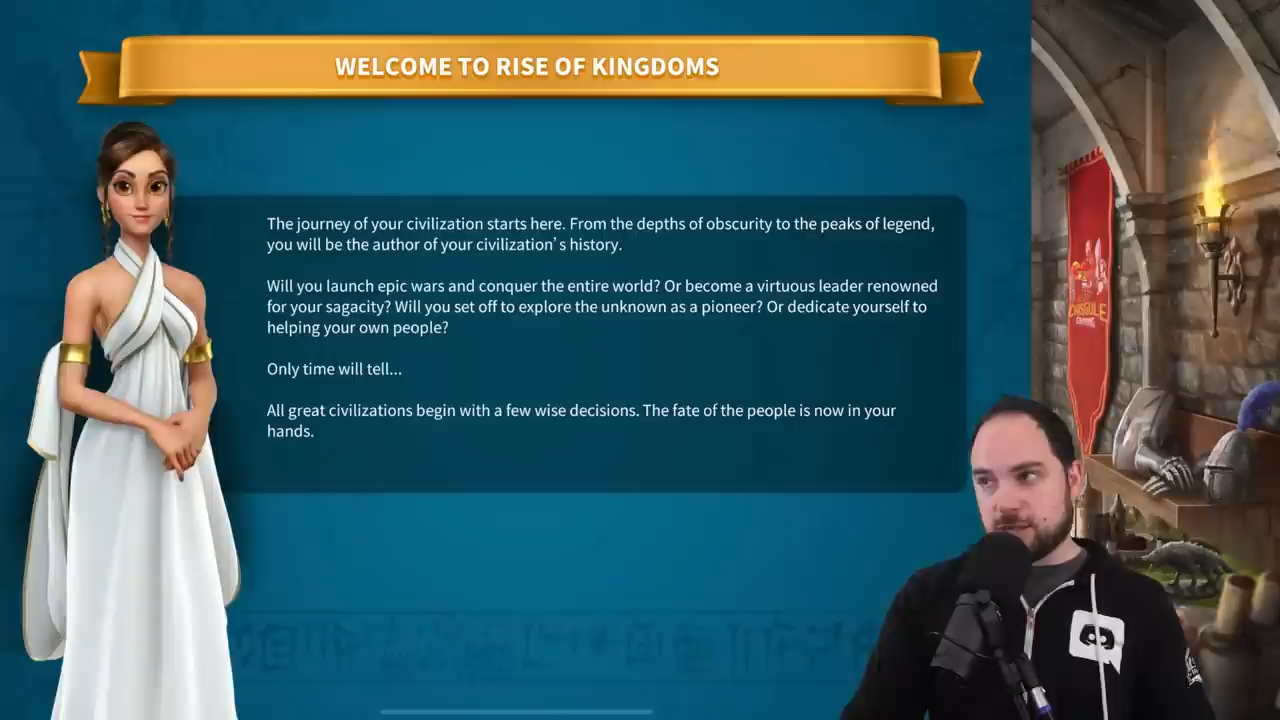 WELCOME TO RISE OF KINGDOMS
The journey of your civilization starts here. From the depths of obscurity to the peaks of legend,
you will be the author of your civilization's history.
Will you launch epic wars and conquer the entire world? Or become a virtuous leader renowned
for your sagacity? Will you set off to explore the unknown as a pioneer? Or dedicate yourself to
helping your own people?
Only time will tell...
All great civilizations begin with a few wise decisions. The fate of the people is now in your
hands.